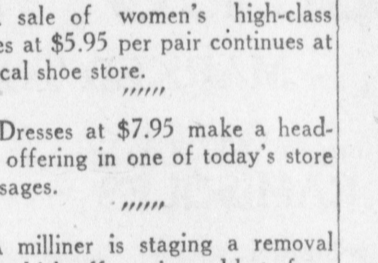 sale of women's high-class
es at $5.95 per pair continues at
cal shoe store.
,,,,,,
Dresses at $7.95 make a head-
offering in one of today's store
sages.
,,,,,,
milliner is staging a removal